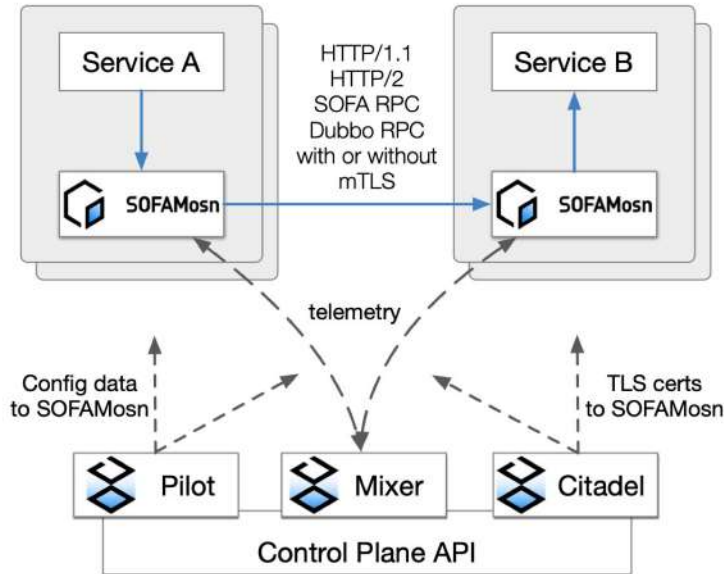 Service A
HTTP/1.1
HTTP/2
SOFA RPC
Dubbo RPC
with or without
mTLS
Service B
SOFAMosn
SOFAMosn
telemetry
Config data
to SOFAMosn
TLS certs
to SOFAMosn
Pilot
Mixer
Citadel
Control Plane API